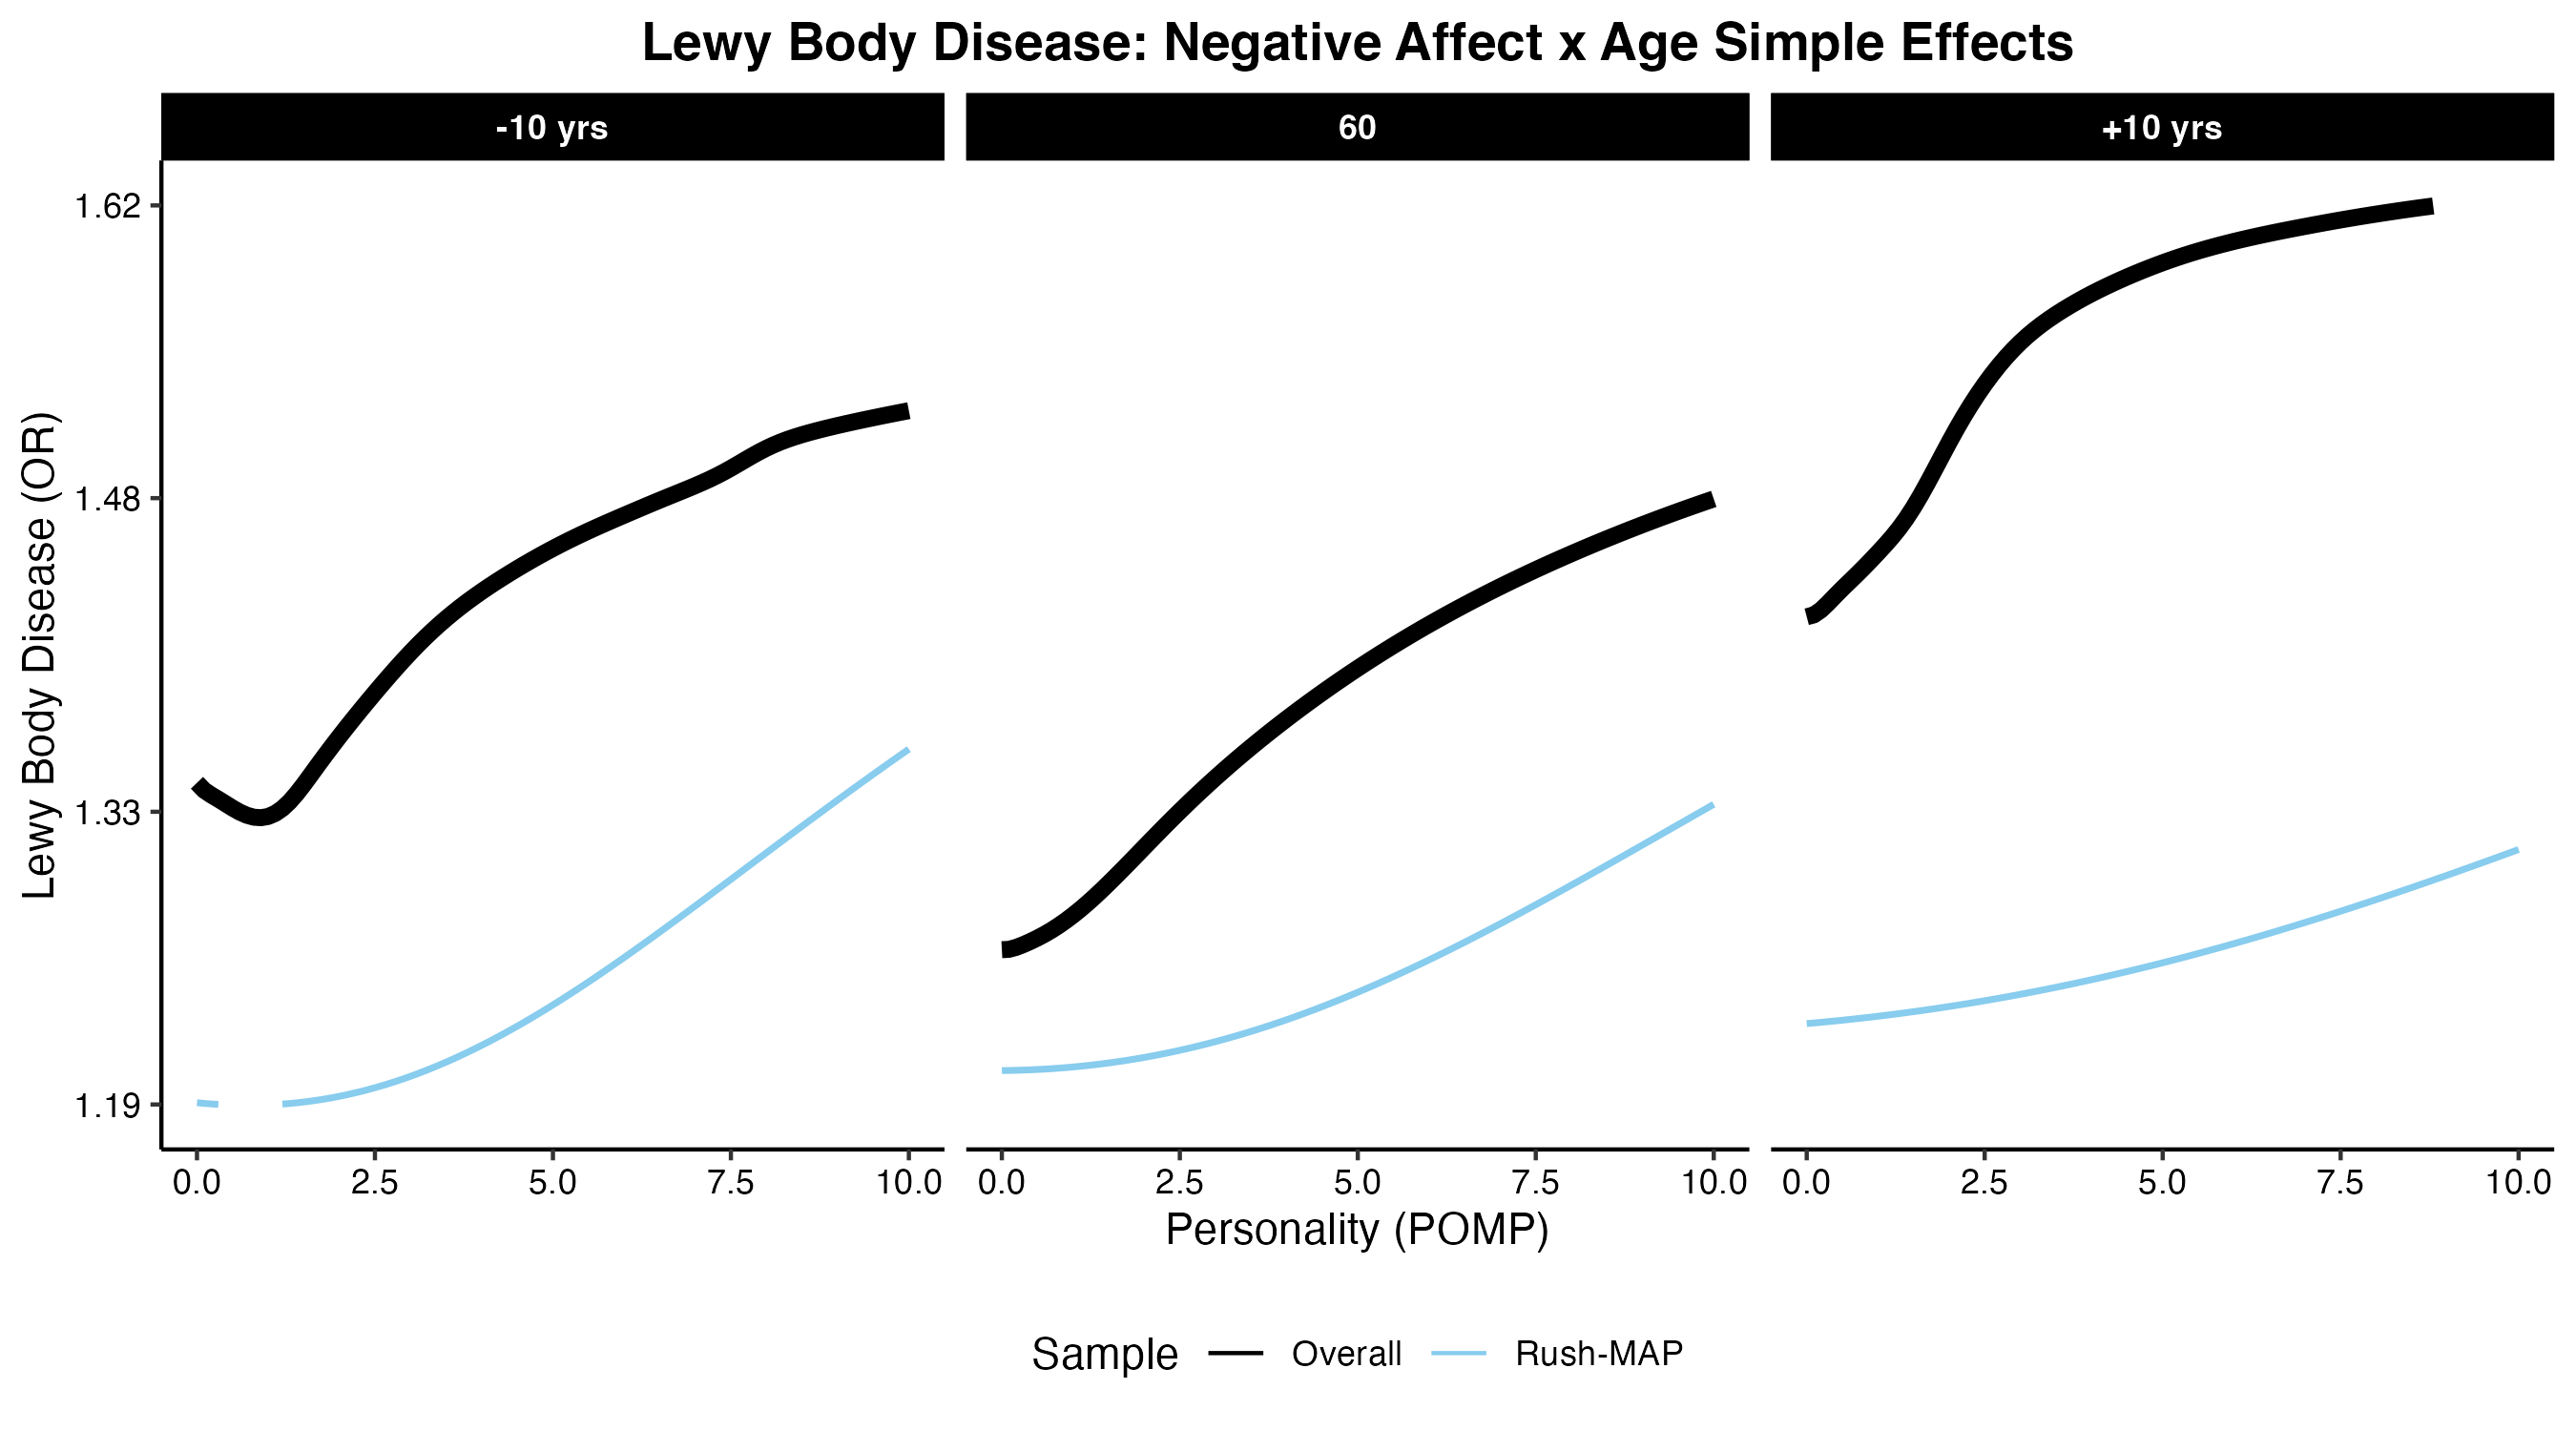 Lewy Body Disease: Negative Affect x Age Simple Effects
-10 yrs
60
+10 yrs
Lewy Body Disease (OR)
1.62
1.48
1.33
1.19
0.0 2.5 5.0 7.5 10.0
0.0 2.5 5.0 7.5 10.0
0.0 2.5 5.0 7.5 10.0
Personality (POMP)
Sample Overall Rush-MAP